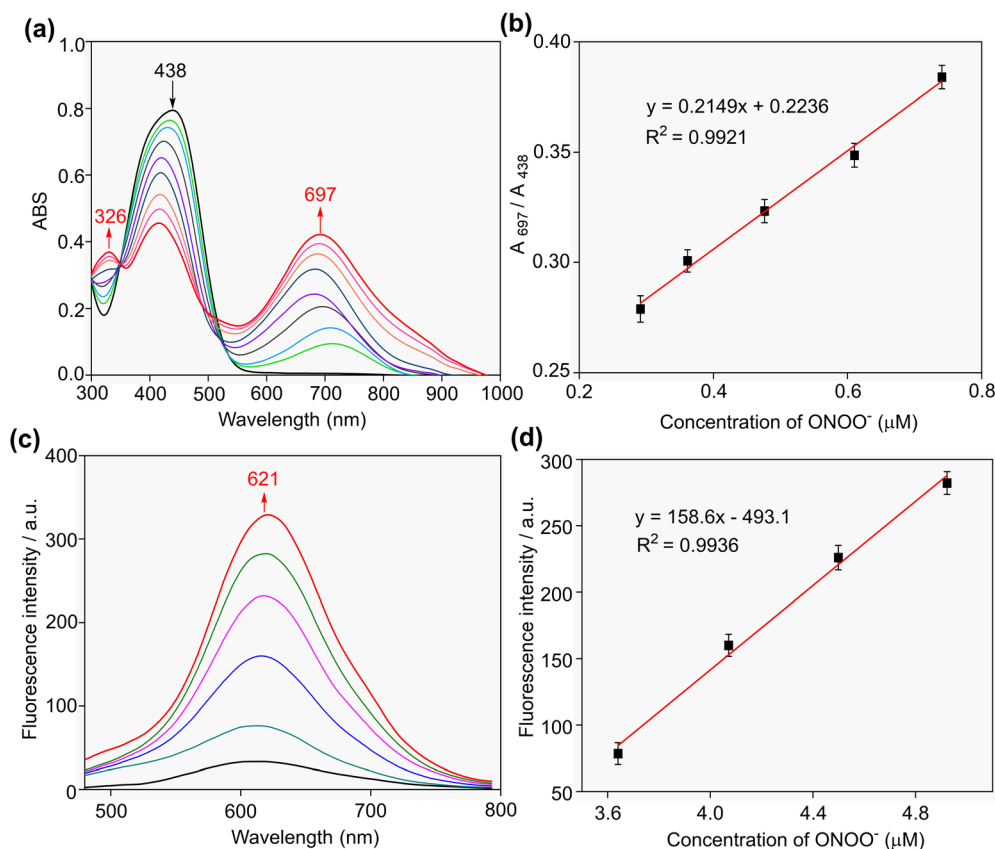 (a)
1.0
0.8
0.6
0.4
0.2
0.0
ABS
438
326
697
300 400 500 600 700 800 900 1000
Wavelength (nm)
(b)
0.40
0.35
0.30
0.25
A 697 / A 438
y = 0.2149x + 0.2236
R² = 0.9921
0.2 0.4 0.6 0.8
Concentration of ONOO⁻ (μM)
(c)
400
300
200
100
0
Fluorescence intensity / a.u.
621
500 600 700 800
Wavelength (nm)
(d)
300
250
200
150
100
50
Fluorescence intensity / a.u.
y = 158.6x - 493.1
R² = 0.9936
3.6 4.0 4.4 4.8
Concentration of ONOO⁻ (μM)